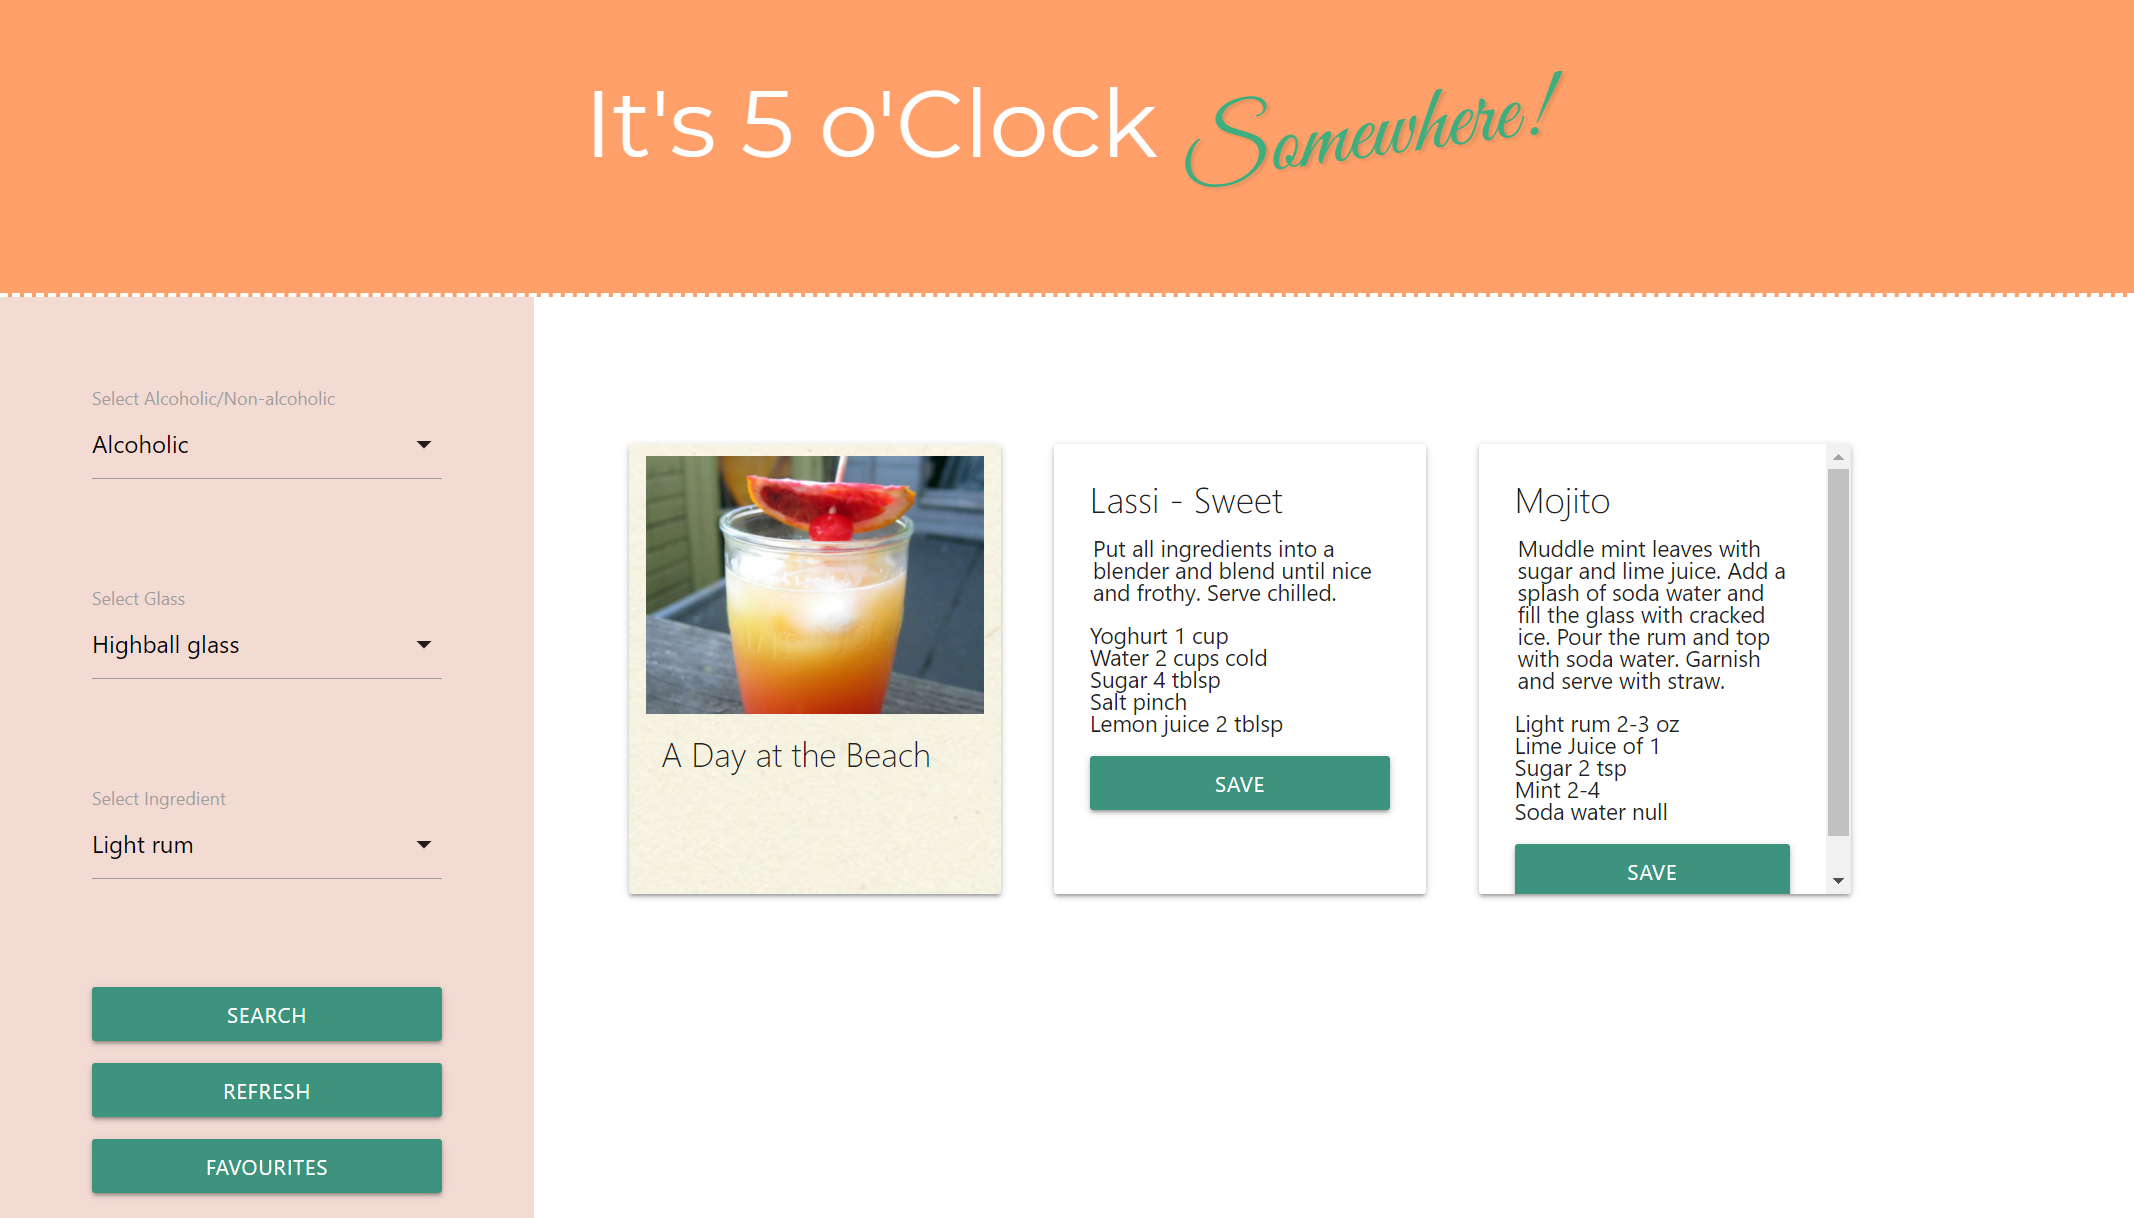 It's 5 o'Clock Somewhere!
Select Alcoholic/Non-alcoholic
Alcoholic
Select Glass
Highball glass
Select Ingredient
Light rum
SEARCH
REFRESH
FAVOURITES
A Day at the Beach
Lassi - Sweet
Put all ingredients into a
blender and blend until nice
and frothy. Serve chilled.
Yoghurt 1 cup
Water 2 cups cold
Sugar 4 tblsp
Salt pinch
Lemon juice 2 tblsp
SAVE
Mojito
Muddle mint leaves with
sugar and lime juice. Add a
splash of soda water and
fill the glass with cracked
ice. Pour the rum and top
with soda water. Garnish
and serve with straw.
Light rum 2-3 oz
Lime Juice of 1
Sugar 2 tsp
Mint 2-4
Soda water null
SAVE